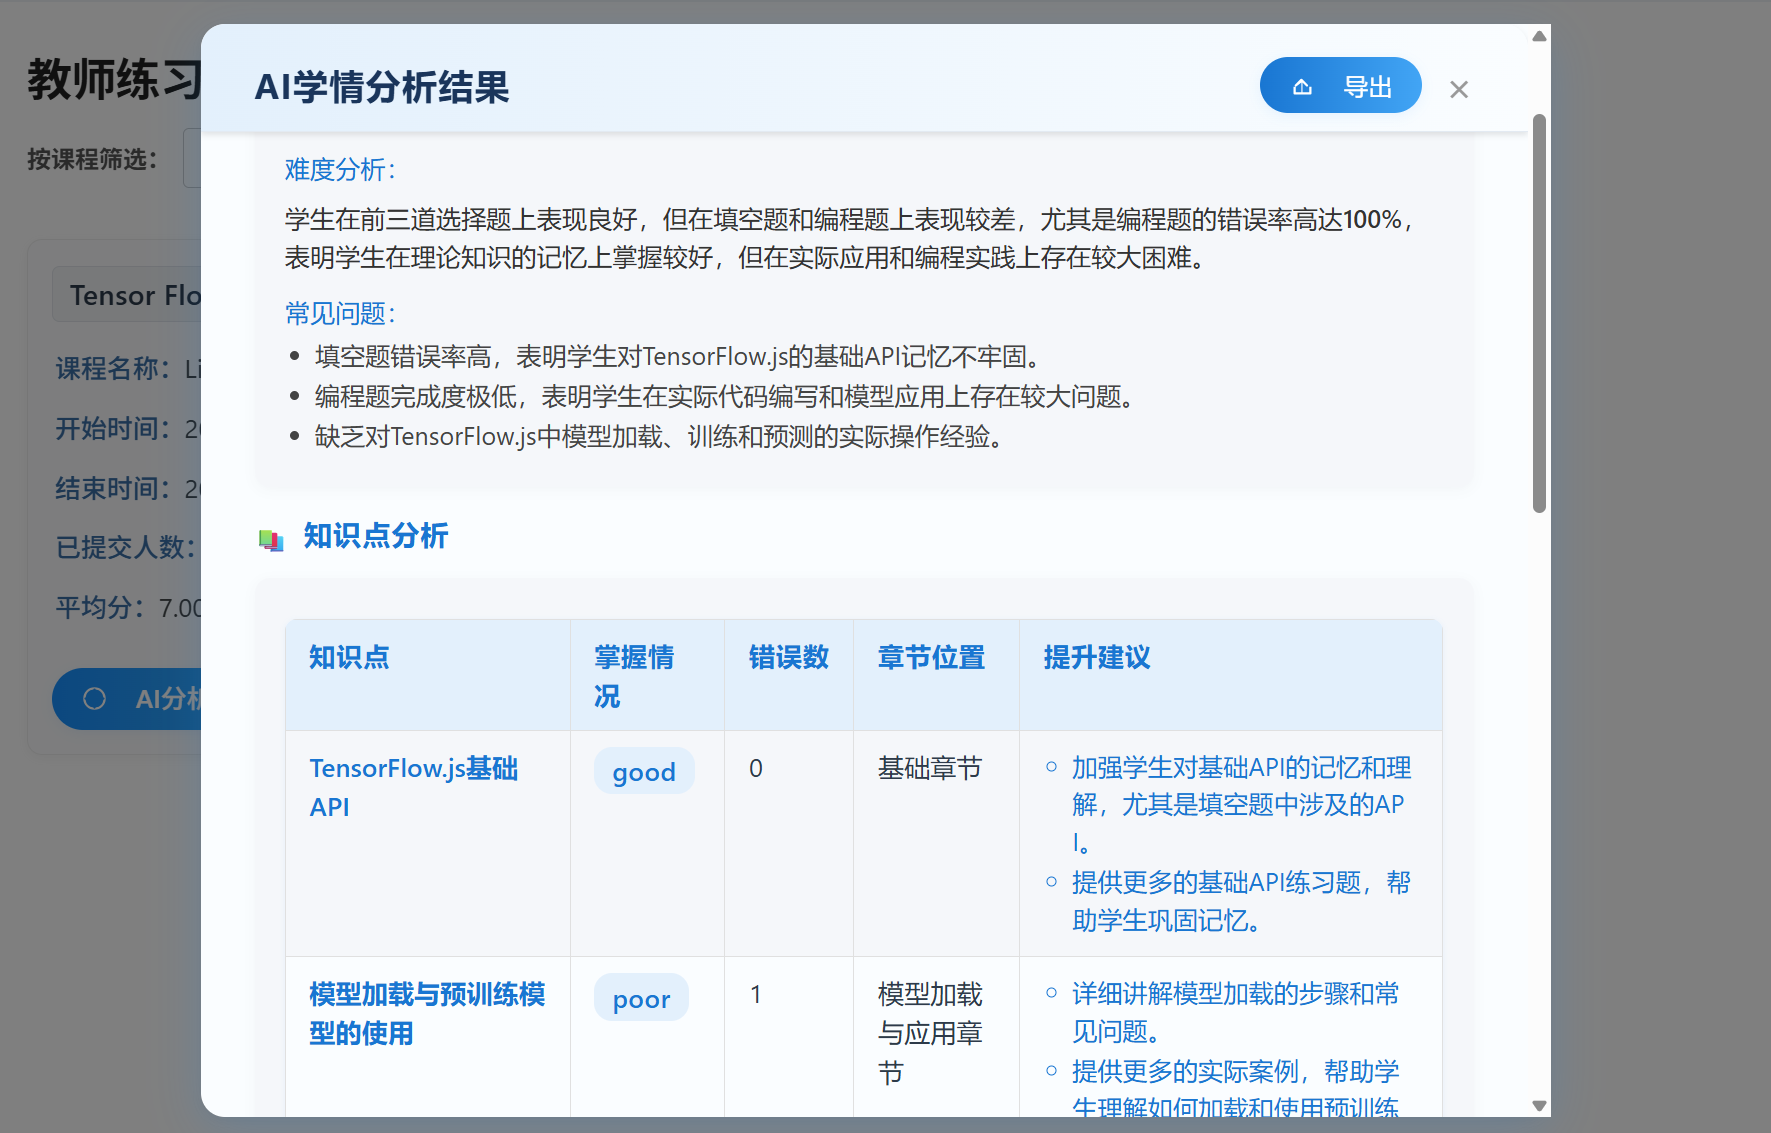 教师练习
按课程筛选：
Tensor Flo
课程名称：Li
开始时间：20
结束时间：20
已提交人数：
平均分：7.00
AI分析
AI学情分析结果
导出
难度分析：
学生在前三道选择题上表现良好，但在填空题和编程题上表现较差，尤其是编程题的错误率高达100%，
表明学生在理论知识的记忆上掌握较好，但在实际应用和编程实践上存在较大困难。
常见问题：
填空题错误率高，表明学生对TensorFlow.js的基础API记忆不牢固。
编程题完成度极低，表明学生在实际代码编写和模型应用上存在较大问题。
缺乏对TensorFlow.js中模型加载、训练和预测的实际操作经验。
知识点分析
知识点
掌握情
况
错误数
章节位置
提升建议
TensorFlow.js基础
API
good
0
基础章节
加强学生对基础API的记忆和理
解，尤其是填空题中涉及的AP
I。
提供更多的基础API练习题，帮
助学生巩固记忆。
模型加载与预训练模
型的使用
poor
1
模型加载
与应用章
节
详细讲解模型加载的步骤和常
见问题。
提供更多的实际案例，帮助学
生理解如何加载和使用预训练